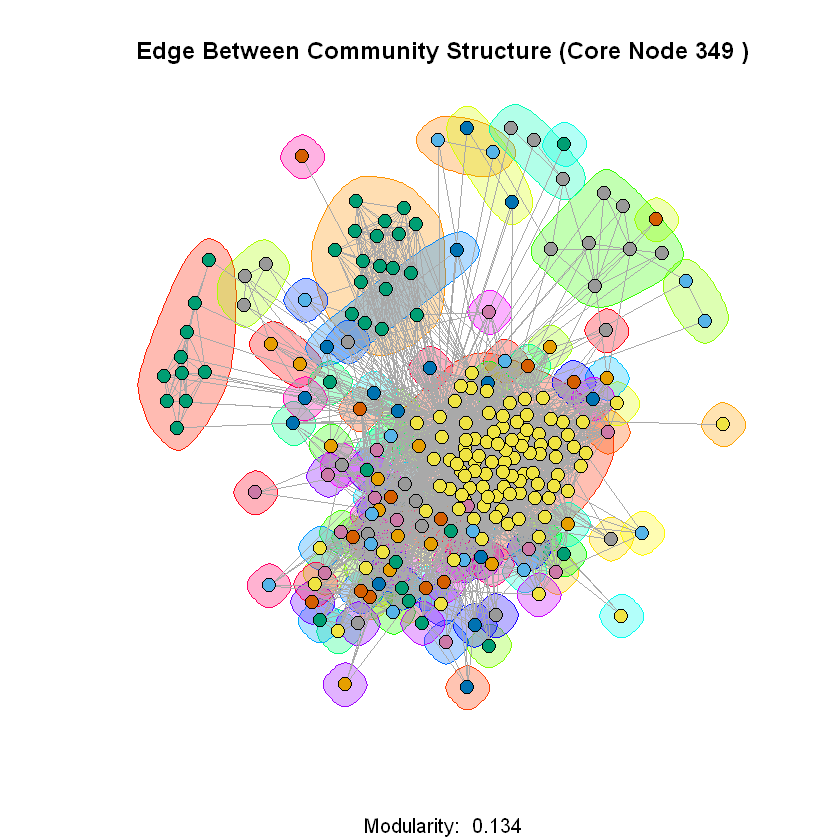 Edge Between Community Structure (Core Node 349 )
Modularity:  0.134